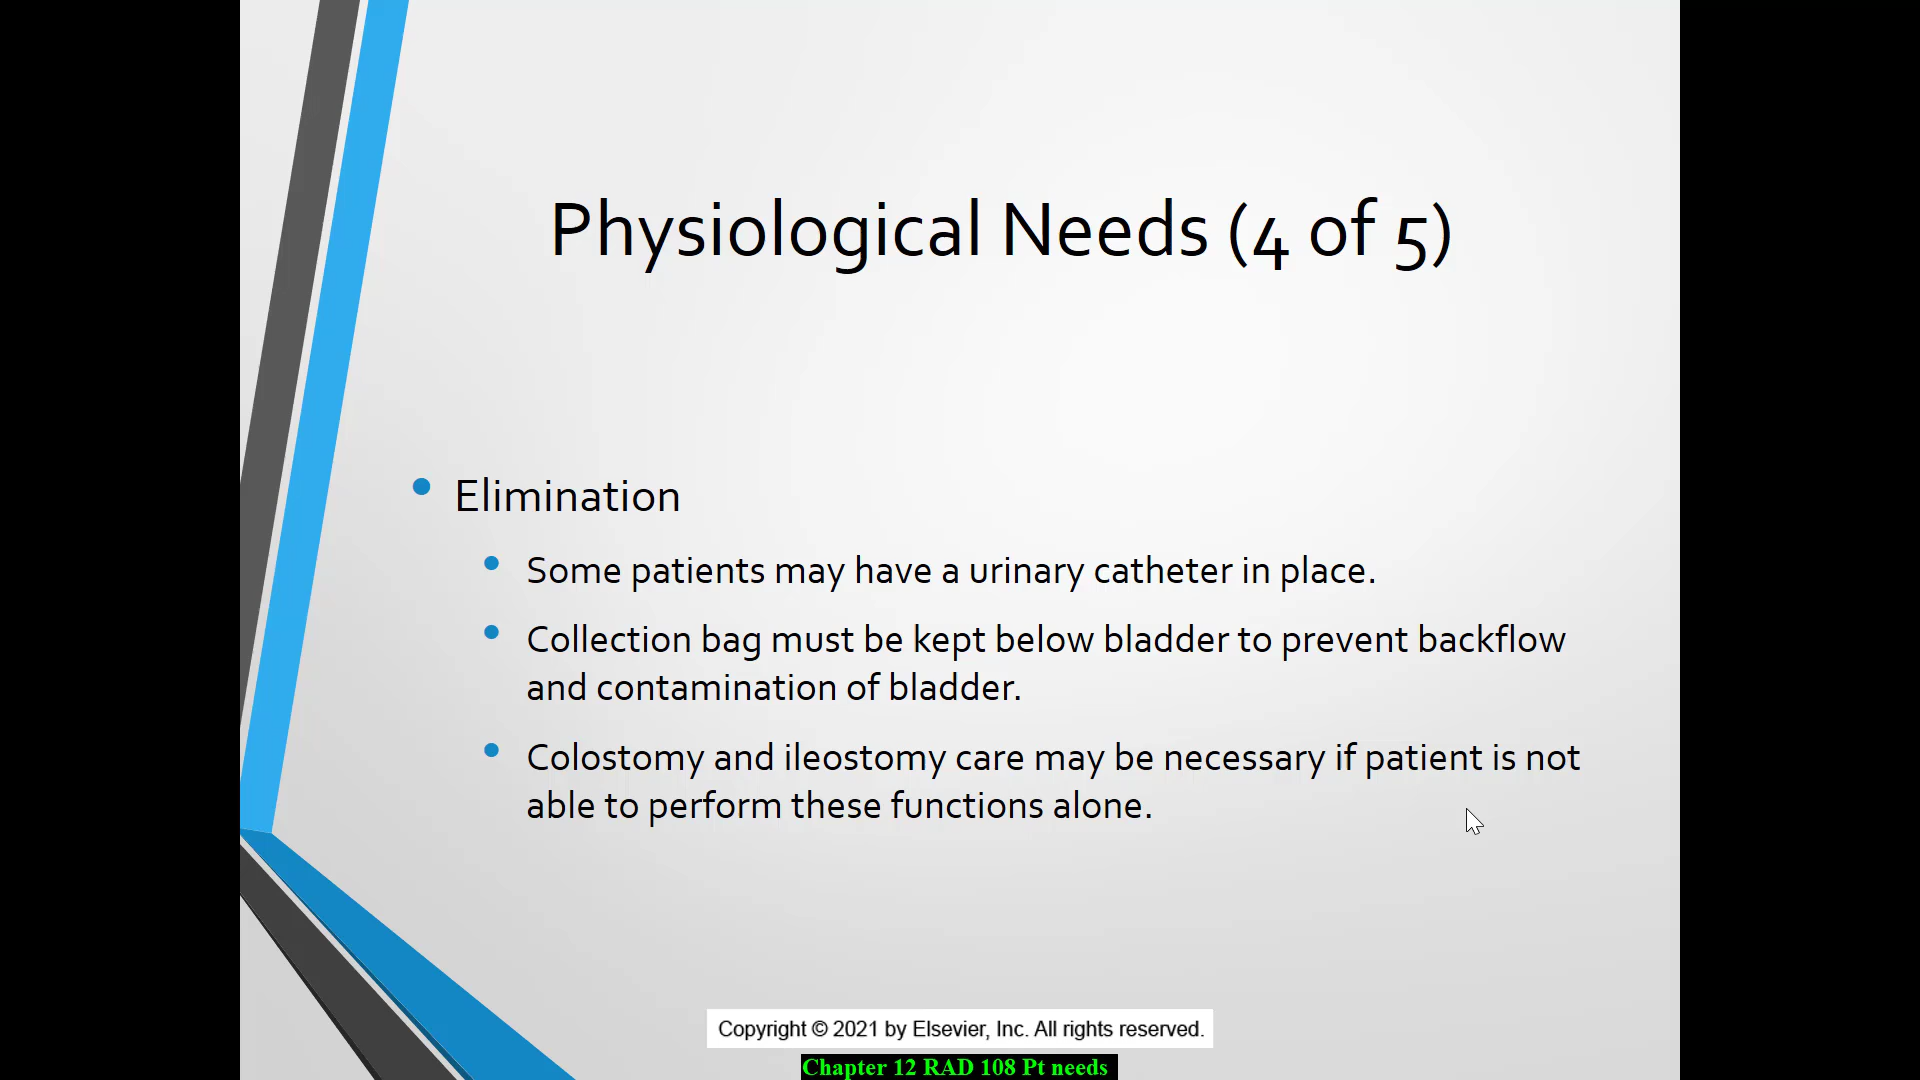 Physiological Needs (4 of 5)
• Elimination
• Some patients may have a urinary catheter in place.
• Collection bag must be kept below bladder to prevent backflow
and contamination of bladder.
• Colostomy and ileostomy care may be necessary if patient is not
able to perform these functions alone.
Copyright © 2021 by Elsevier, Inc. All rights reserved.
Chapter 12 RAD 108 Pt needs